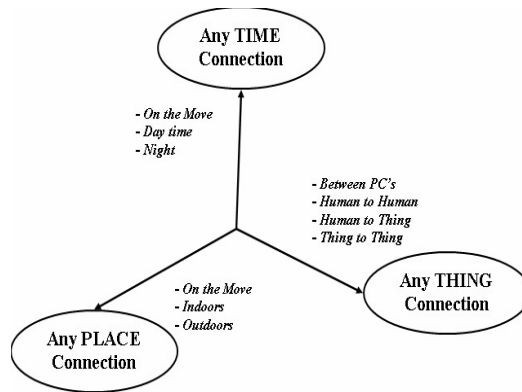 Any TIME
Connection
- On the Move
- Day time
- Night
- Between PC's
- Human to Human
- Human to Thing
- Thing to Thing
- On the Move
- Indoors
- Outdoors
Any THING
Connection
Any PLACE
Connection